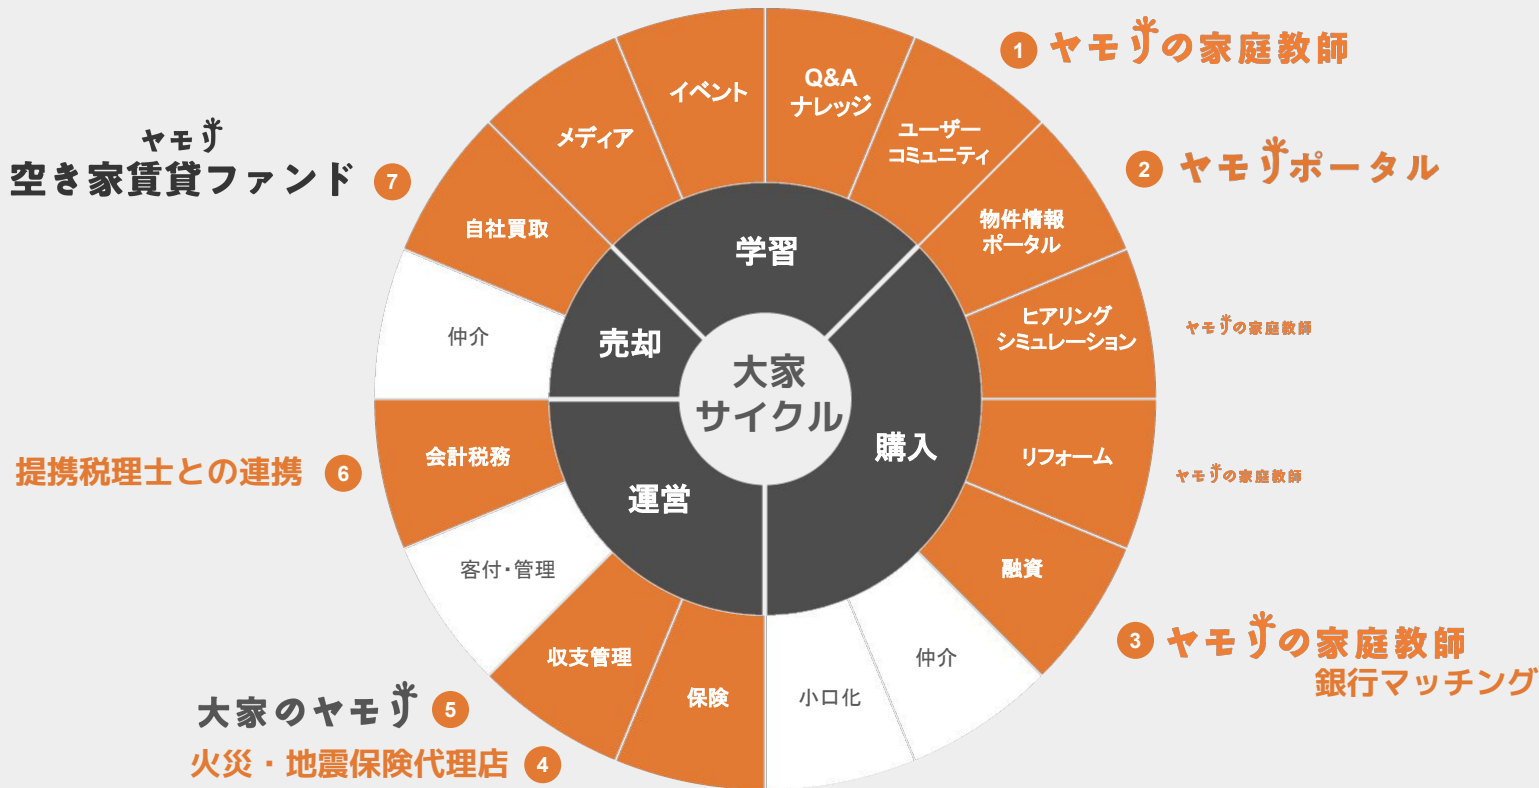 1 ヤモリの家庭教師
2 ヤモリポータル
ヤモリの家庭教師
ヤモリの家庭教師
3 ヤモリの家庭教師
銀行マッチング
火災・地震保険代理店 4
大家のヤモリ 5
提携税理士との連携 6
ヤモリ
空き家賃貸ファンド 7
大家
サイクル
学習
購入
運営
売却
Q&A
ナレッジ
ユーザー
コミュニティ
物件情報
ポータル
ヒアリング
シミュレーション
リフォーム
融資
仲介
小口化
保険
収支管理
客付・管理
会計税務
仲介
自社買取
メディア
イベント